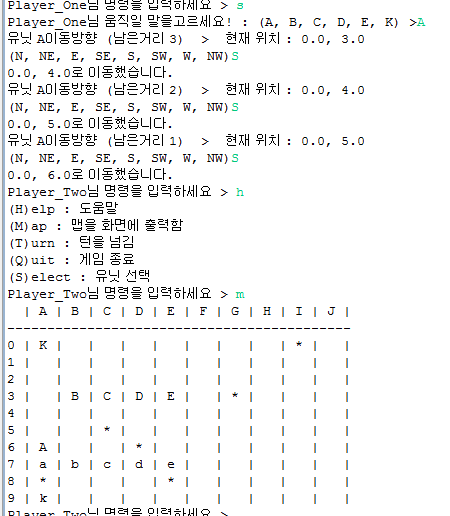 Player_One님 명령을 입력하세요 > s
Player_One님 움직일 말을고르세요! : (A, B, C, D, E, K) >A
유닛 A이동방향 (남은거리 3)  >  현재 위치 : 0.0, 3.0
(N, NE, E, SE, S, SW, W, NW)S
0.0, 4.0로 이동했습니다.
유닛 A이동방향 (남은거리 2)  >  현재 위치 : 0.0, 4.0
(N, NE, E, SE, S, SW, W, NW)S
0.0, 5.0로 이동했습니다.
유닛 A이동방향 (남은거리 1)  >  현재 위치 : 0.0, 5.0
(N, NE, E, SE, S, SW, W, NW)S
0.0, 6.0로 이동했습니다.
Player_Two님 명령을 입력하세요 > h
(H)elp : 도움말
(M)ap : 맵을 화면에 출력함
(T)urn : 턴을 넘김
(Q)uit : 게임 종료
(S)elect : 유닛 선택
Player_Two님 명령을 입력하세요 > m
  | A | B | C | D | E | F | G | H | I | J |
-------------------------------------------
0 | K |   |   |   |   |   |   |   | * |   |
1 |   |   |   |   |   |   |   |   |   |   |
2 |   |   |   |   |   |   |   |   |   |   |
3 |   | B | C | D | E |   | * |   |   |   |
4 |   |   |   |   |   |   |   |   |   |   |
5 |   |   | * |   |   |   |   |   |   |   |
6 | A |   |   | * |   |   |   |   |   |   |
7 | a | b | c | d | e |   |   |   |   |   |
8 | * |   |   |   | * |   |   |   |   |   |
9 | k |   |   |   |   |   |   |   |   |   |
Player_Two님 명령을 입력하세요 >